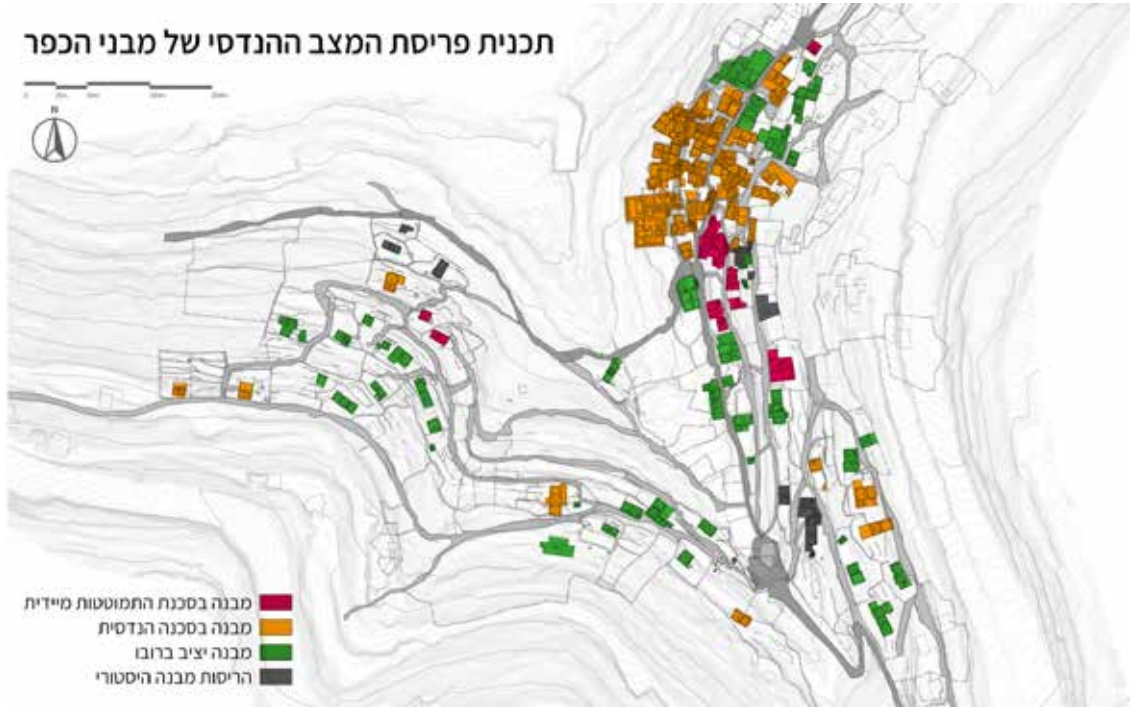 תכנית פריסת המצב ההנדסי של מבני הכפר
N
מבנה בסכנת התמוטטות מיידית
מבנה בסכנה הנדסית
מבנה יציב ברובו
הריסות מבנה היסטורי